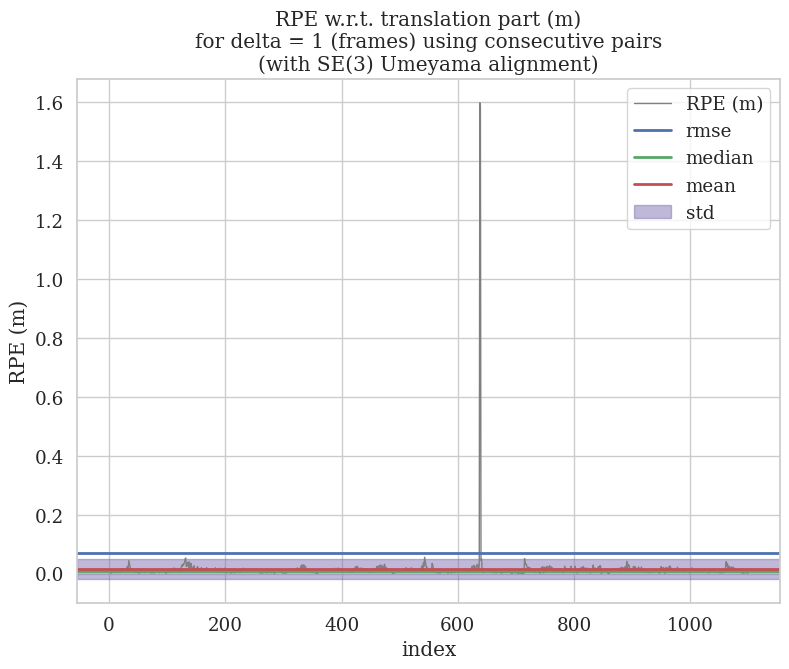 RPE w.r.t. translation part (m)
for delta = 1 (frames) using consecutive pairs
(with SE(3) Umeyama alignment)
RPE (m)
rmse
median
mean
std
RPE (m)
1.6
1.4
1.2
1.0
0.8
0.6
0.4
0.2
0.0
0
200
400
600
800
1000
index